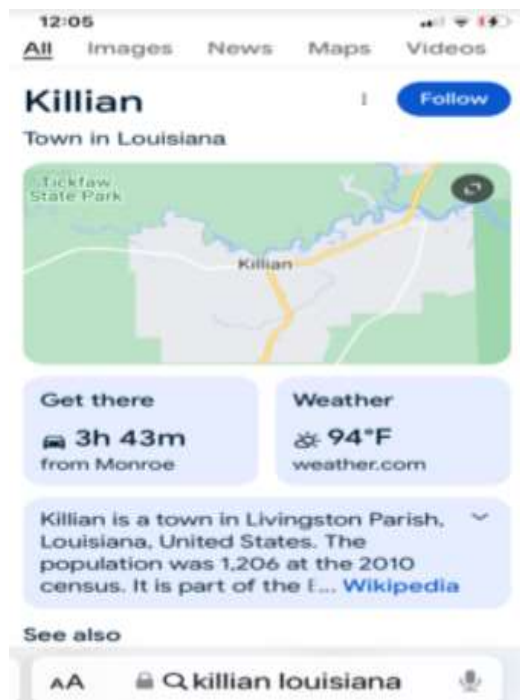 12:05
All Images News Maps Videos
Killian
Follow
Town in Louisiana
Tickfaw
State Park
Killian
Get there
3h 43m
from Monroe
Weather
94°F
weather.com
Killian is a town in Livingston Parish,
Louisiana, United States. The
population was 1,206 at the 2010
census. It is part of the E... Wikipedia
See also
AA killian louisiana